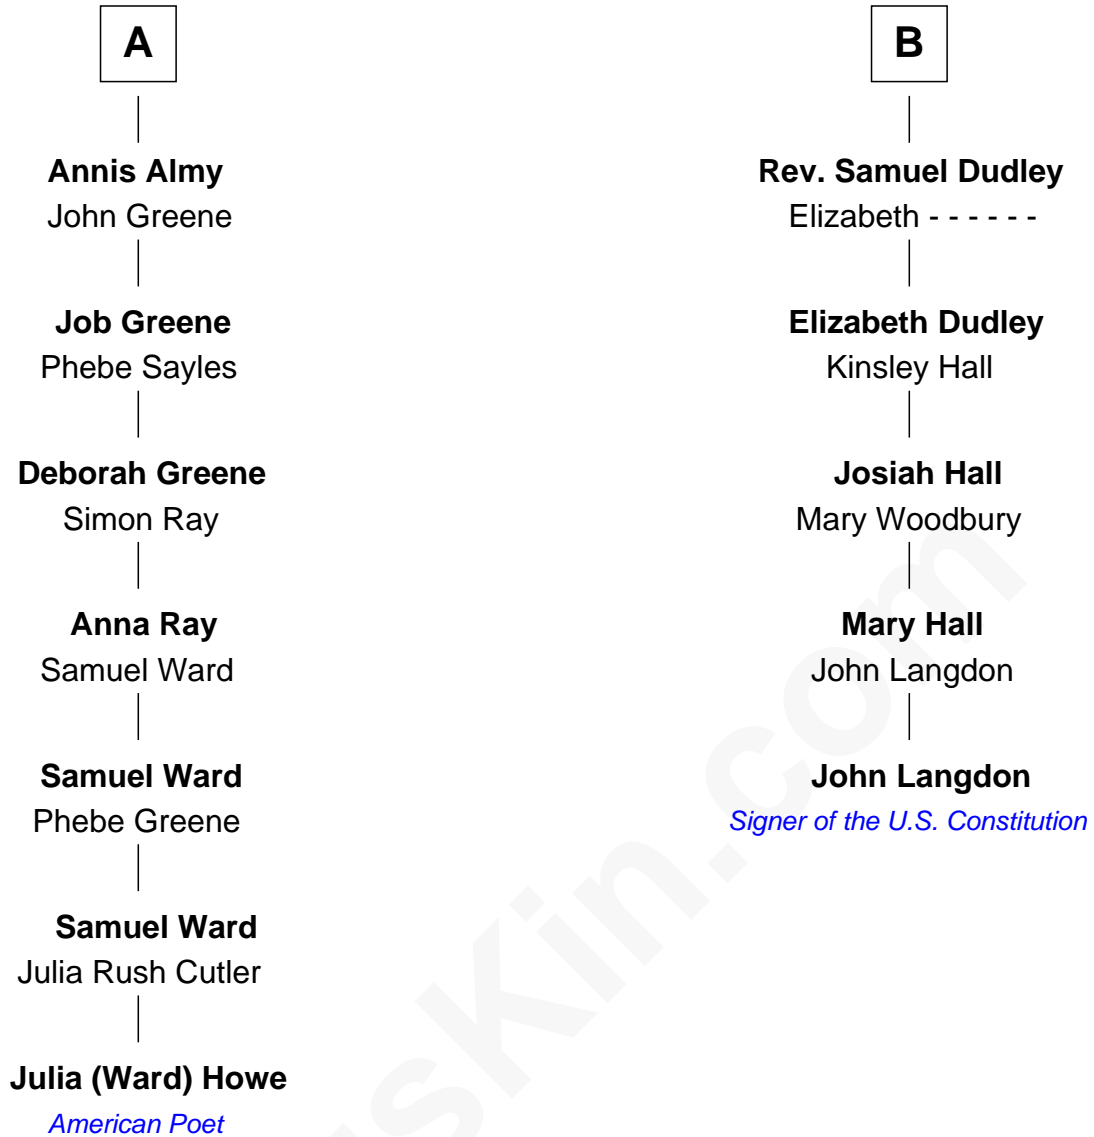 A
Annis Almy
John Greene
Job Greene
Phebe Sayles
Deborah Greene
Simon Ray
Anna Ray
Samuel Ward
Samuel Ward
Phebe Greene
Samuel Ward
Julia Rush Cutler
Julia (Ward) Howe
American Poet
B
Rev. Samuel Dudley
Elizabeth - - - - - -
Elizabeth Dudley
Kinsley Hall
Josiah Hall
Mary Woodbury
Mary Hall
John Langdon
John Langdon
Signer of the U.S. Constitution
sKin.com